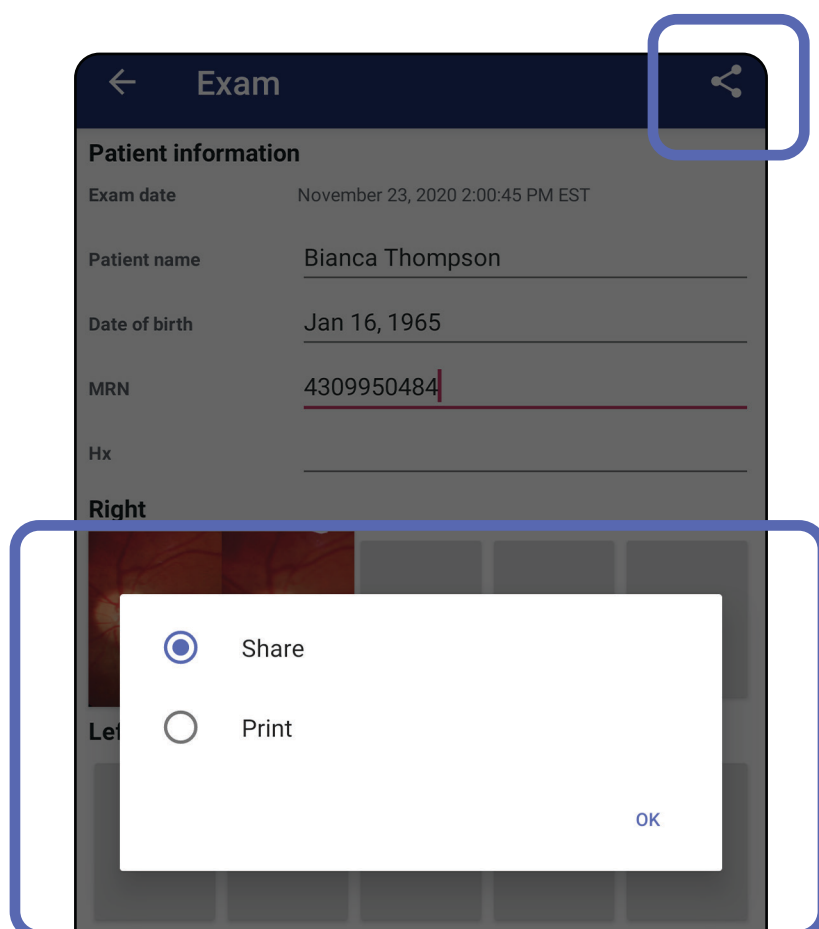 Exam
Patient information
Exam date November 23, 2020 2:00:45 PM EST
Patient name Bianca Thompson
Date of birth Jan 16, 1965
MRN 4309950484
Hx
Right
Share
Print
OK